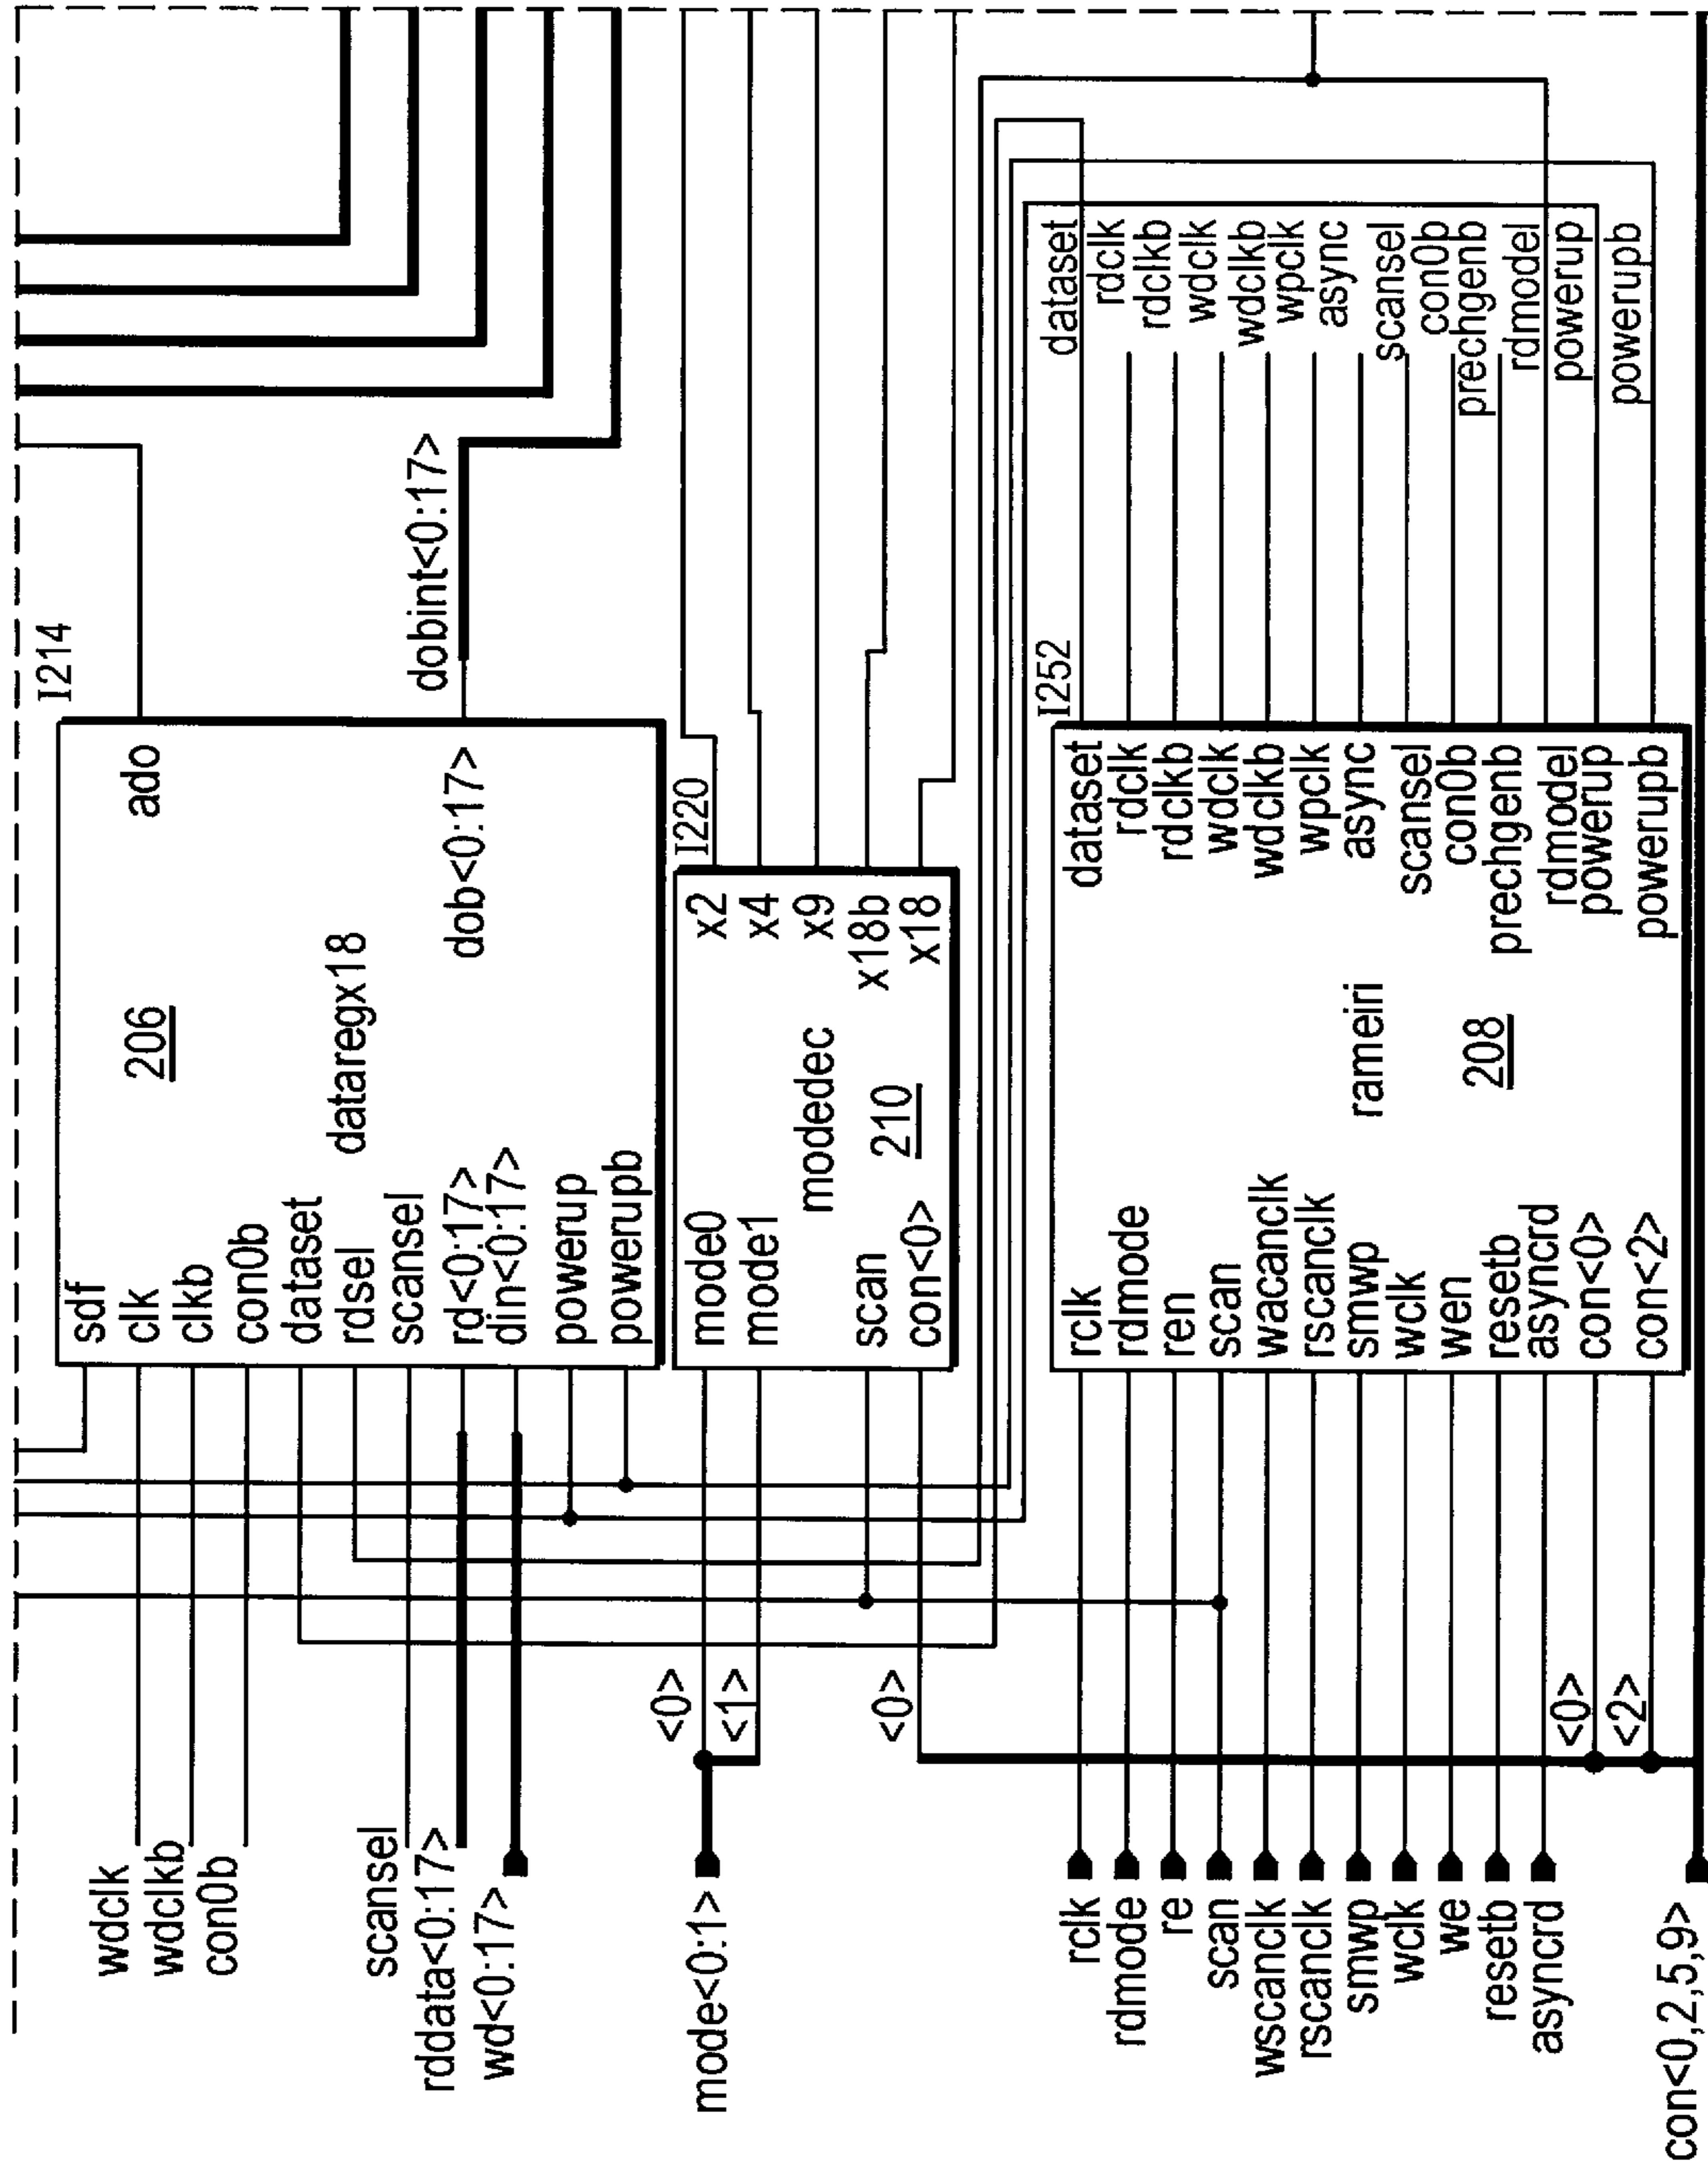 I214
sdf
clk
clkb
con0b
dataset
rdsel
scansel
rd<0:17>
din<0:17>
powerup
powerupb
206
dataregx18
ado
dob<0:17>
dobint<0:17>
wdclk
wdclkb
con0b
scansel
rddata<0:17>
wd<0:17>
I220
mode0
mode1
scan
con<0>
modedec
210
x2
x4
x9
x18b
x18
mode<0:1>
<0>
<1>
<0>
I252
rclk
rdmode
ren
scan
wacanclk
rscanclk
smwp
wclk
wen
resetb
asyncrd
con<0>
con<2>
rameiri
208
dataset
rdclk
rdclkb
wdclk
wdclkb
wpclk
async
scansel
con0b
prechgenb
rdmodel
powerup
powerupb
dataset
rdclk
rdclkb
wdclk
wdclkb
wpclk
async
scansel
con0b
prechgenb
rdmodel
powerup
powerupb
rclk
rdmode
re
scan
wscanclk
rscanclk
smwp
wclk
we
resetb
asyncrd
<0>
<2>
con<0,2,5,9>